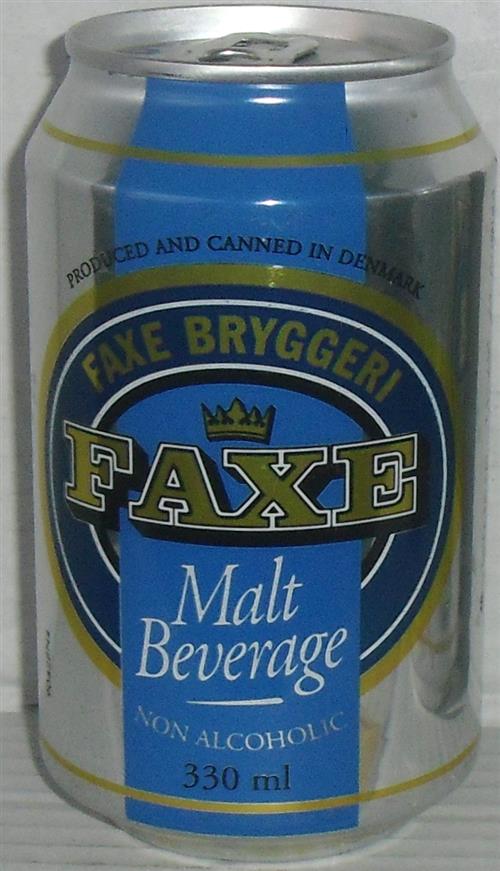 PRODUCED AND CANNED IN DENMARK
FAXE BRYGGERI
FAXE
Malt
Beverage
NON ALCOHOLIC
330 ml